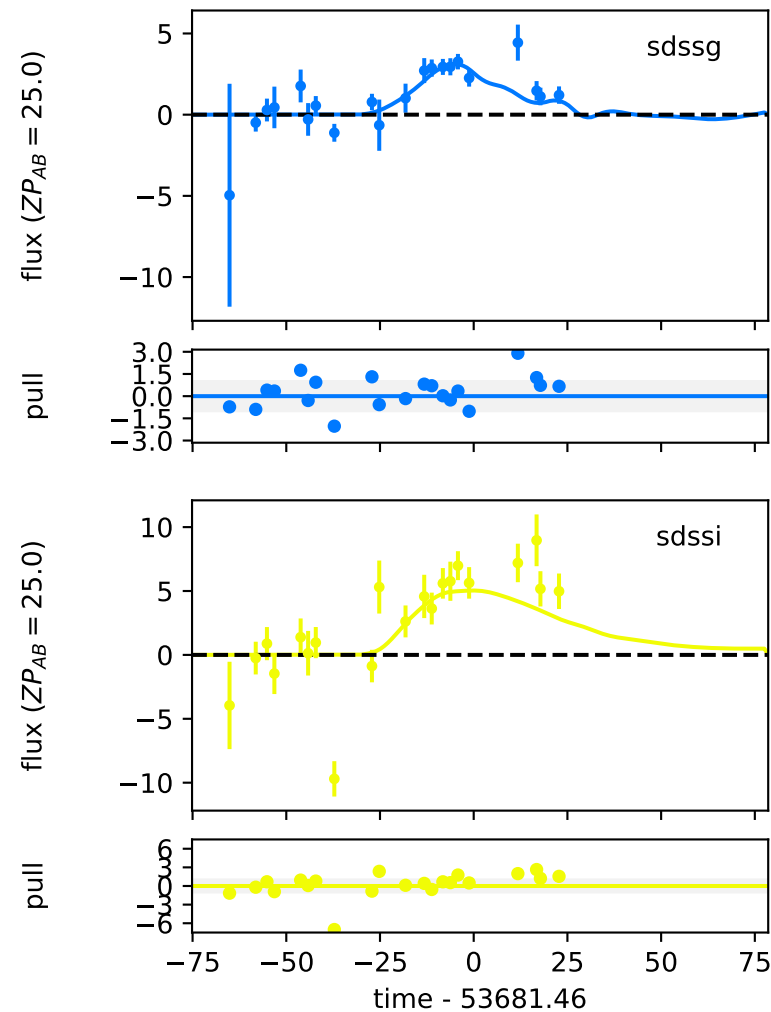 sdssg
flux (ZP_AB = 25.0)
5
0
−5
−10
pull
3.0
1.5
0.0
−1.5
−3.0
sdssi
flux (ZP_AB = 25.0)
10
5
0
−5
−10
pull
6
3
0
−3
−6
−75 −50 −25 0 25 50 75
time - 53681.46